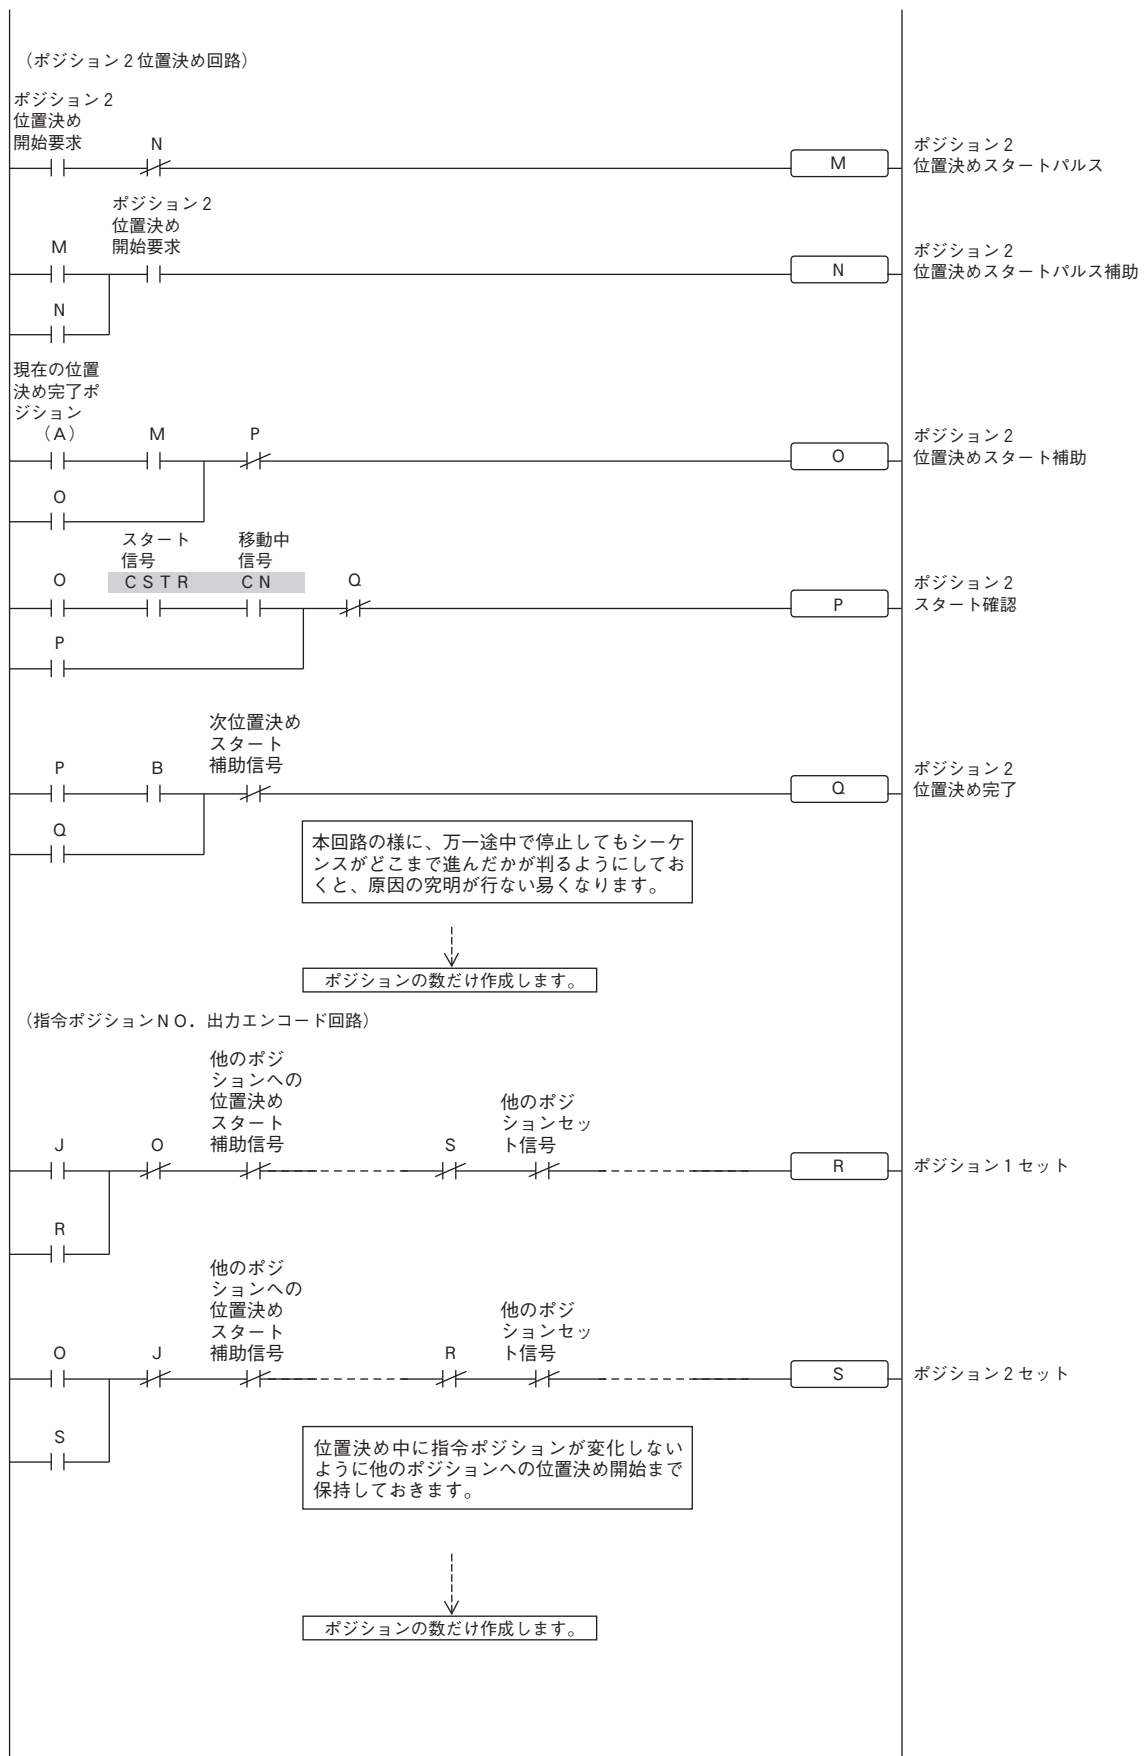 （ポジション２位置決め回路）
ポジション２
位置決め
開始要求
N
M
ポジション２
位置決めスタートパルス
ポジション２
位置決め
開始要求
M
N
ポジション２
位置決めスタートパルス補助
N
現在の位置
決め完了ポ
ジション
（A）
M
P
O
ポジション２
位置決めスタート補助
O
スタート
信号
CSTR
移動中
信号
CN
O
Q
P
ポジション２
スタート確認
P
次位置決め
スタート
補助信号
P
B
Q
ポジション２
位置決め完了
Q
本回路の様に、万一途中で停止してもシーケ
ンスがどこまで進んだかが判るようにしてお
くと、原因の究明が行ない易くなります。
ポジションの数だけ作成します。
（指令ポジションＮＯ．出力エンコード回路）
他のポジ
ションへの
位置決め
スタート
補助信号
他のポジ
ションセッ
ト信号
J
O
S
R
ポジション１セット
R
他のポジ
ションへの
位置決め
スタート
補助信号
他のポジ
ションセッ
ト信号
O
J
R
S
ポジション２セット
S
位置決め中に指令ポジションが変化しない
ように他のポジションへの位置決め開始まで
保持しておきます。
ポジションの数だけ作成します。